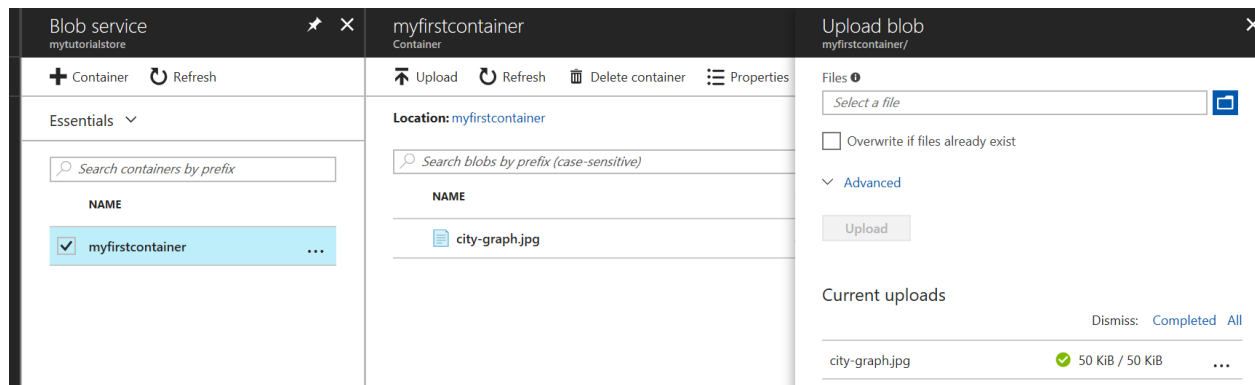 Blob service
mytutorialstore
Container
Refresh
Essentials
Search containers by prefix
NAME
myfirstcontainer
...
myfirstcontainer
Container
Upload
Refresh
Delete container
Properties
Location: myfirstcontainer
Search blobs by prefix (case-sensitive)
NAME
city-graph.jpg
Upload blob
myfirstcontainer/
Files
Select a file
Overwrite if files already exist
Advanced
Upload
Current uploads
Dismiss: Completed All
city-graph.jpg 50 KiB / 50 KiB ...